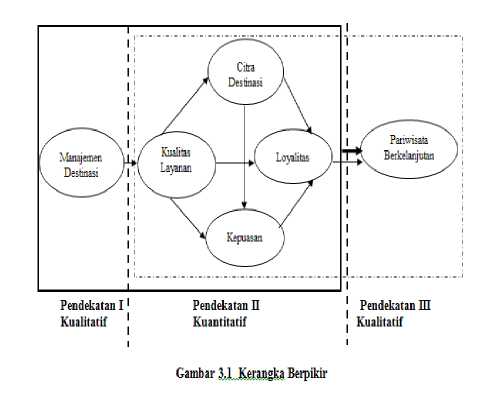 Citra
Destinasi
Manajemen
Destinasi
Kualitas
Layanan
Loyalitas
Pariwisata
Berkelanjutan
Kepuasan
Pendekatan I
Kualitatif
Pendekatan II
Kuantitatif
Pendekatan III
Kualitatif
Gambar 3.1 Kerangka Berpikir